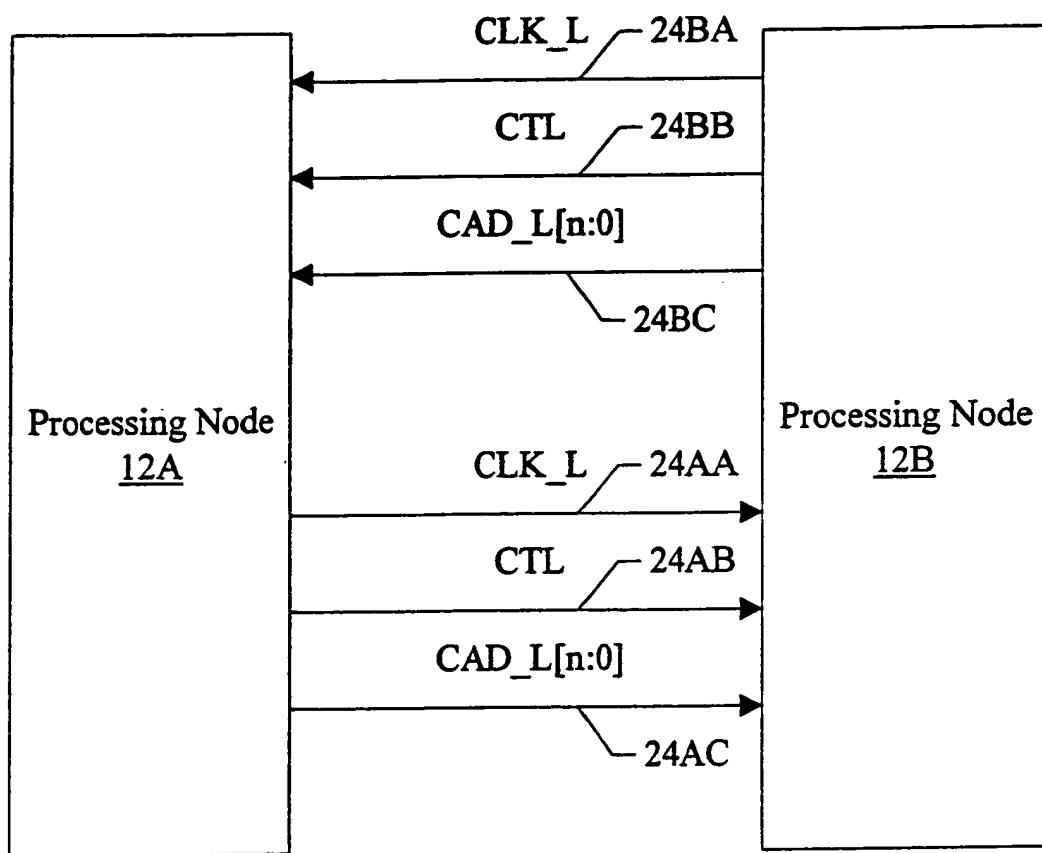 CLK_L
24BA
CTL
24BB
CAD_L[n:0]
24BC
Processing Node
12A
Processing Node
12B
CLK_L
24AA
CTL
24AB
CAD_L[n:0]
24AC